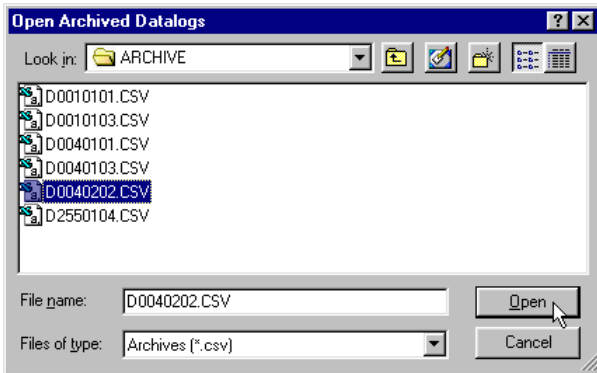 Open Archived Datalogs
Look in: ARCHIVE
D0010101.CSV
D0010103.CSV
D0040101.CSV
D0040103.CSV
D0040202.CSV
D2550104.CSV
File name: D0040202.CSV Open
Files of type: Archives (*.csv) Cancel